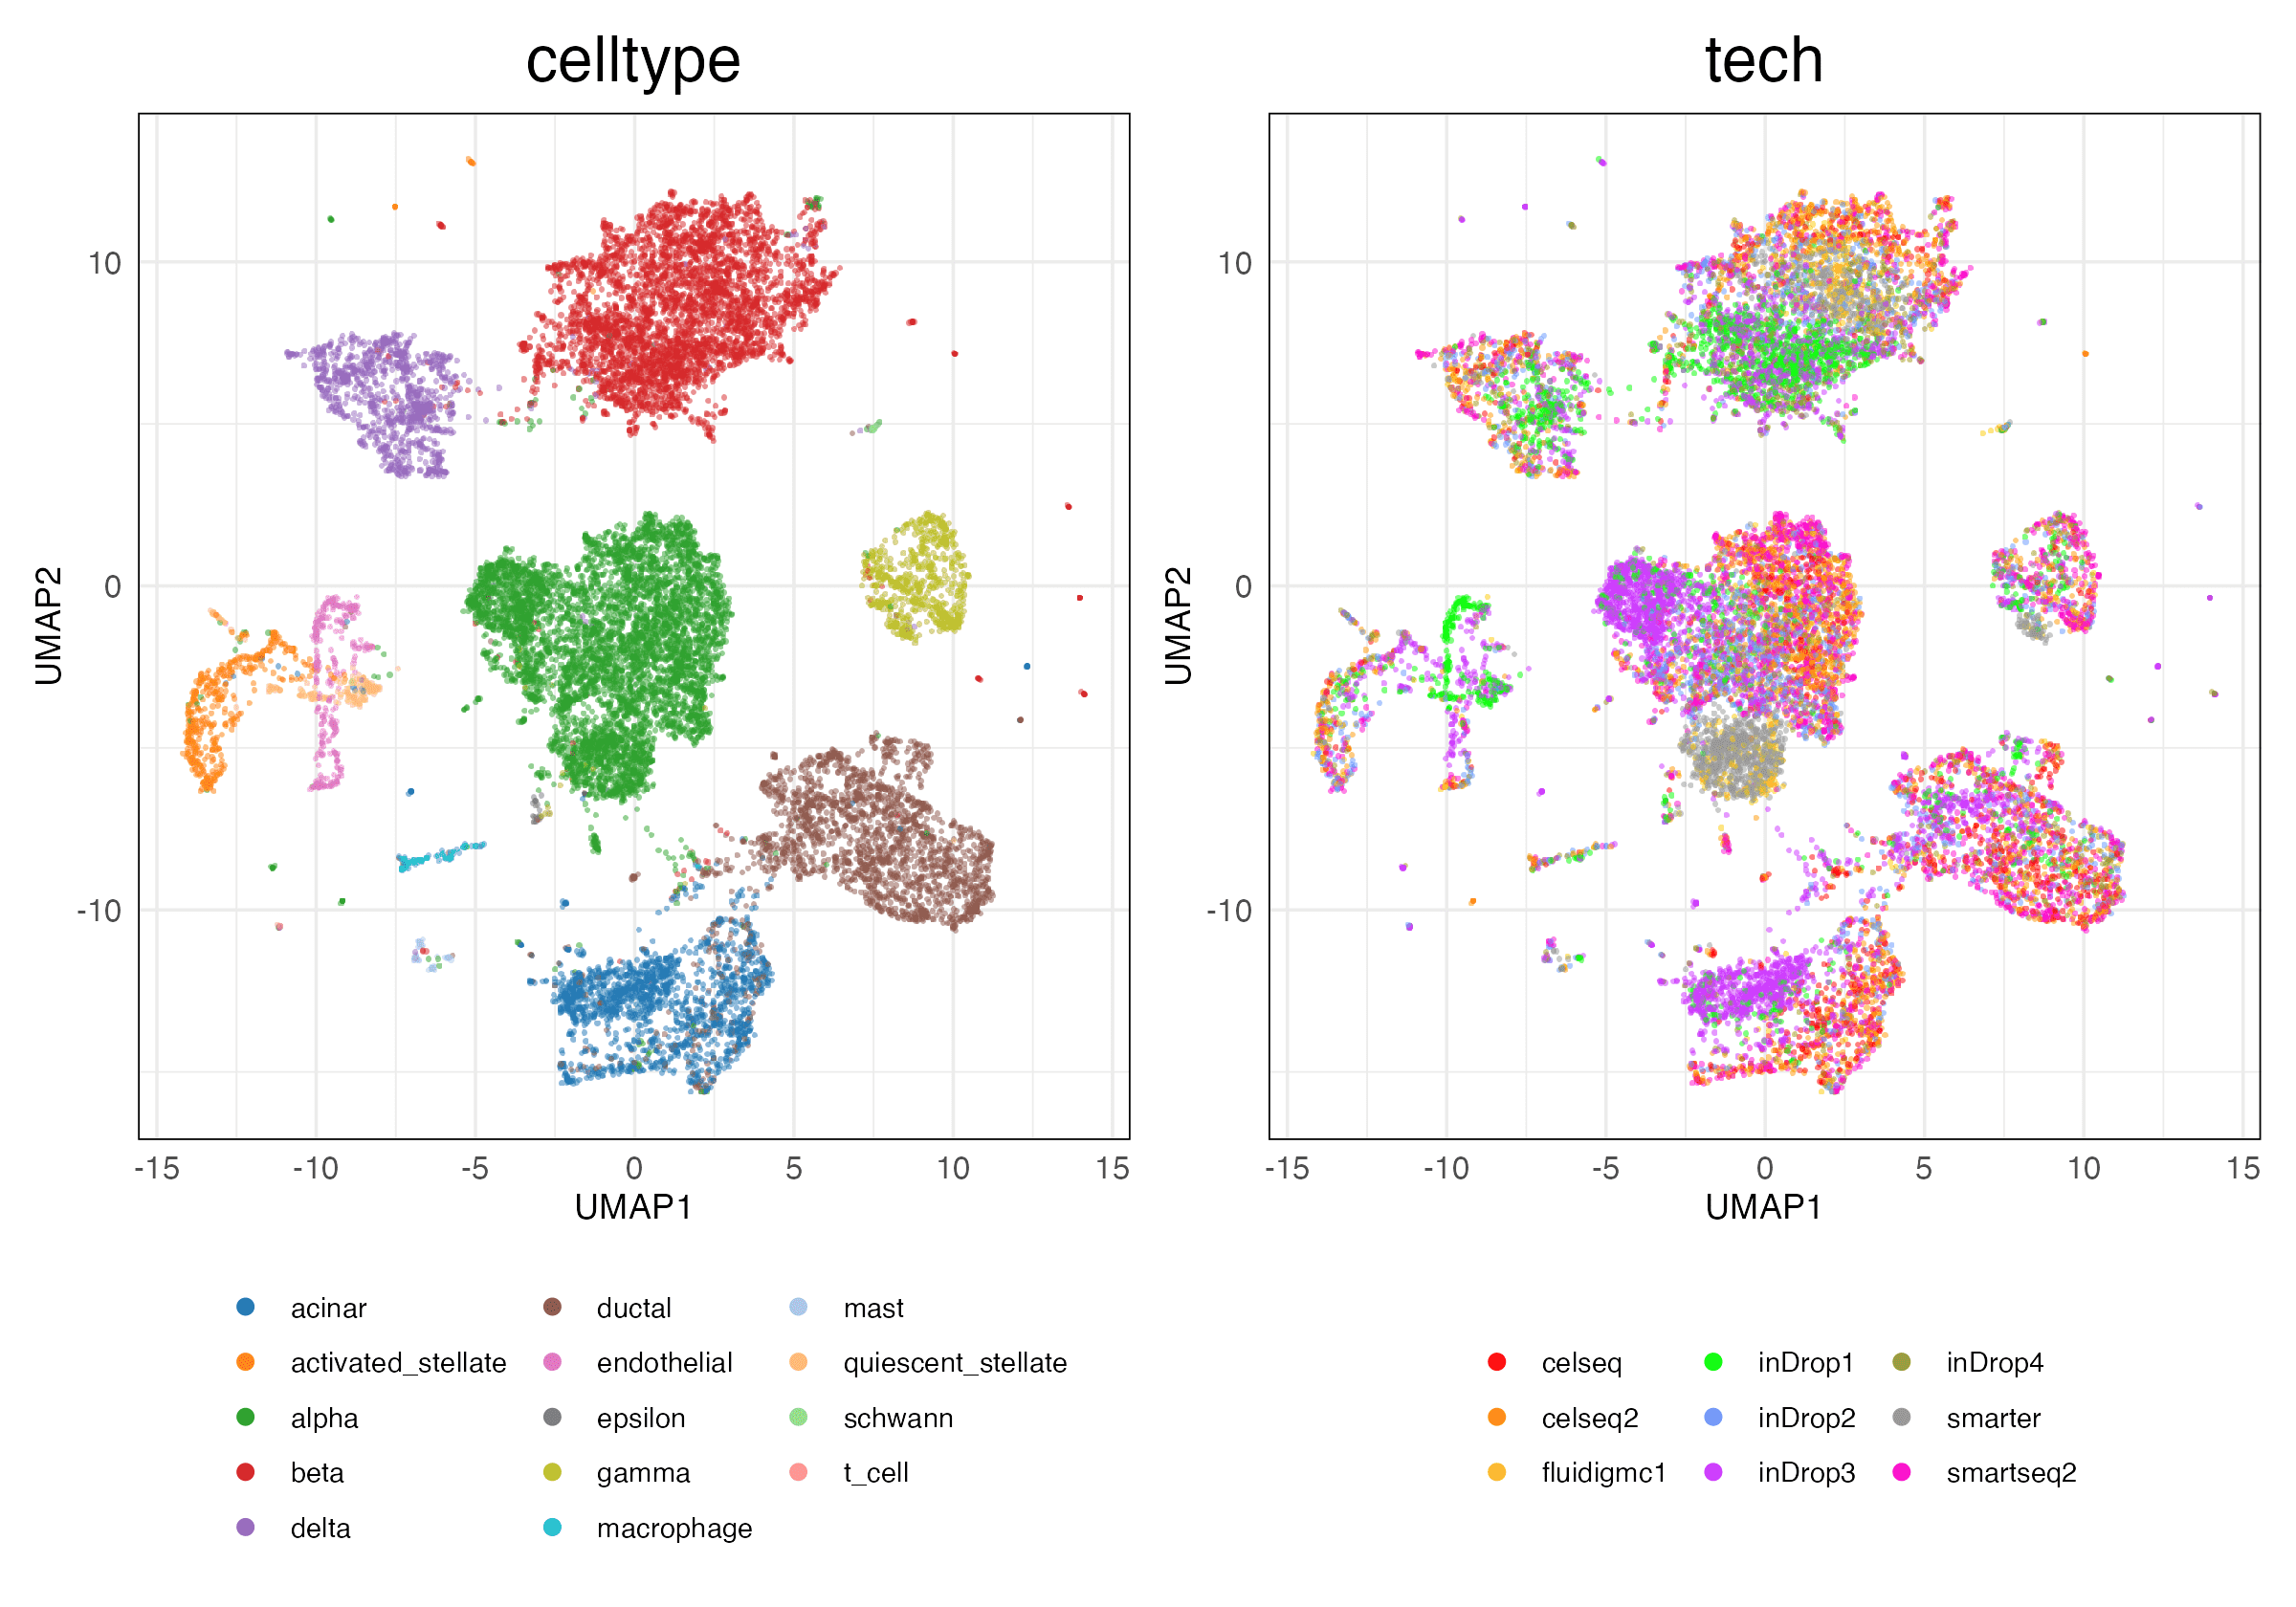 celltype
tech
10
0
-10
UMAP2
-15 -10 -5 0 5 10 15
UMAP1
10
0
-10
UMAP2
-15 -10 -5 0 5 10 15
UMAP1
acinar
activated_stellate
alpha
beta
delta
ductal
endothelial
epsilon
gamma
macrophage
mast
quiescent_stellate
schwann
t_cell
celseq
celseq2
fluidigmc1
inDrop1
inDrop2
inDrop3
inDrop4
smarter
smartseq2